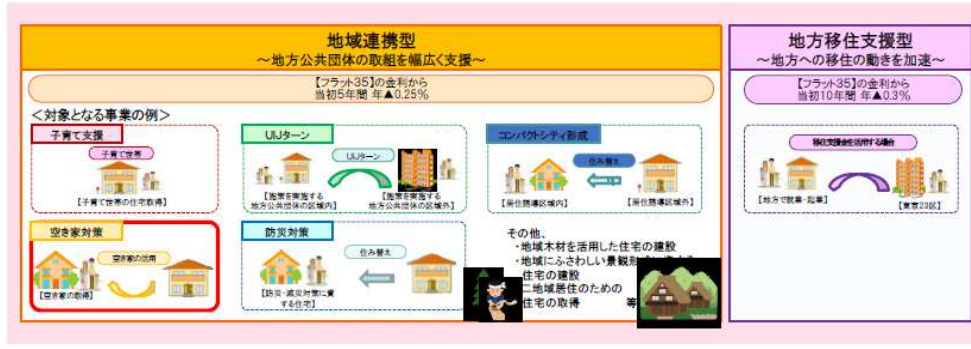 地域連携型
～地方公共団体の取組を幅広く支援～
【フラット35】の金利から
当初5年間 年▲0.25%
＜対象となる事業の例＞
子育て支援
子育て世帯
【子育て世帯の住宅取得】
UIJターン
UIJターン
【施策を実施する
地方公共団体の区域内】
【施策を実施する
地方公共団体の区域外】
コンパクトシティ形成
住み替え
【居住誘導区域内】
【居住誘導区域外】
空き家対策
空き家の活用
【空き家の取得】
防災対策
住み替え
【防災・減災対策に資
する住宅】
その他、
・地域木材を活用した住宅の建設
・地域にふさわしい景観形
住宅の建設
二地域居住のための
住宅の取得 等
地方移住支援型
～地方への移住の動きを加速～
【フラット35】の金利から
当初10年間 年▲0.3%
移住支援金を活用する場合
【地方で就業・起業】
【東京23区】